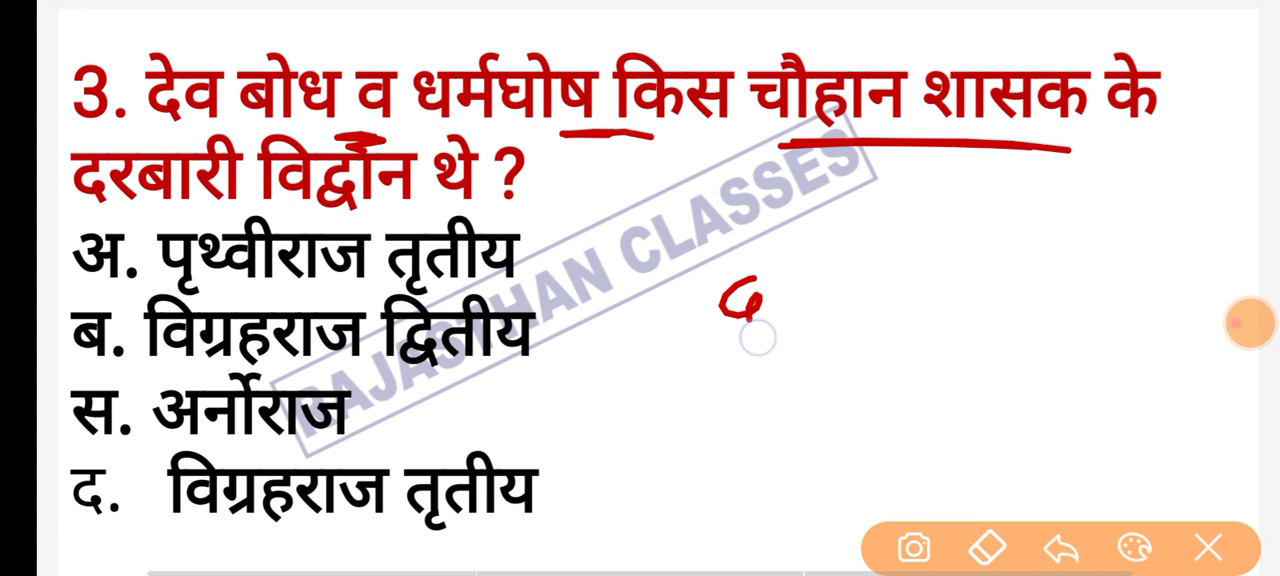 3. देव बोध व धर्मघोष किस चौहान शासक के
दरबारी विद्वान थे ?
अ. पृथ्वीराज तृतीय
ब. विग्रहराज द्वितीय
स. अर्नोराज
द. विग्रहराज तृतीय
RAJASTHAN CLASSES